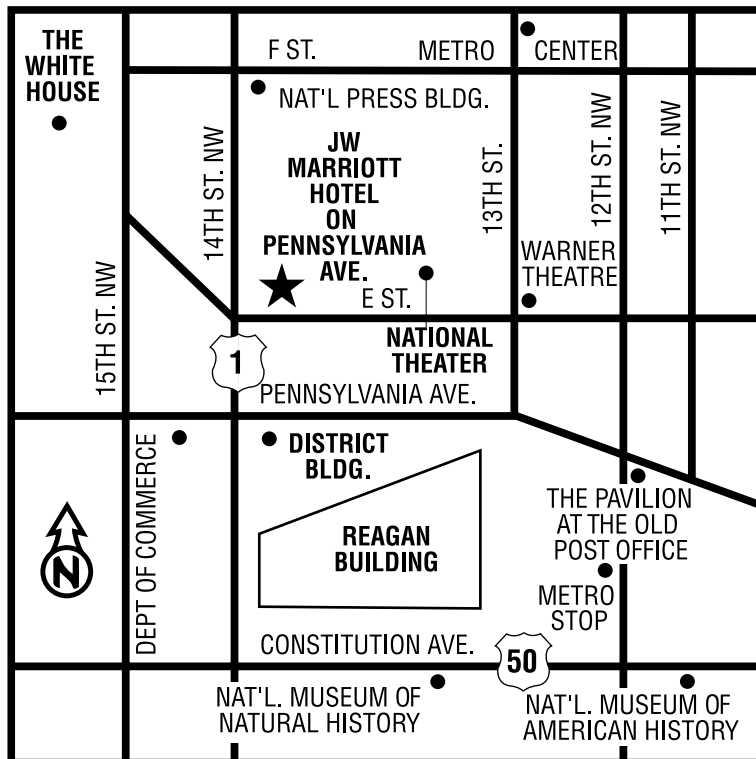 THE
WHITE
HOUSE
F ST.
METRO CENTER
NAT'L PRESS BLDG.
14TH ST. NW
JW
MARRIOTT
HOTEL
ON
PENNSYLVANIA
AVE.
13TH ST.
12TH ST. NW
11TH ST. NW
WARNER
THEATRE
E ST.
15TH ST. NW
1
NATIONAL
THEATER
PENNSYLVANIA AVE.
DEPT OF COMMERCE
DISTRICT
BLDG.
REAGAN
BUILDING
THE PAVILION
AT THE OLD
POST OFFICE
METRO
STOP
N
CONSTITUTION AVE.
50
NAT'L. MUSEUM OF
NATURAL HISTORY
NAT'L. MUSEUM OF
AMERICAN HISTORY